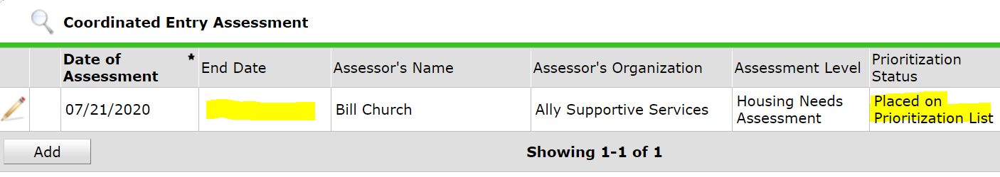 Coordinated Entry Assessment
Date of Assessment * End Date Assessor's Name Assessor's Organization Assessment Level Prioritization Status
07/21/2020 Bill Church Ally Supportive Services Housing Needs Assessment Placed on Prioritization List
Add Showing 1-1 of 1